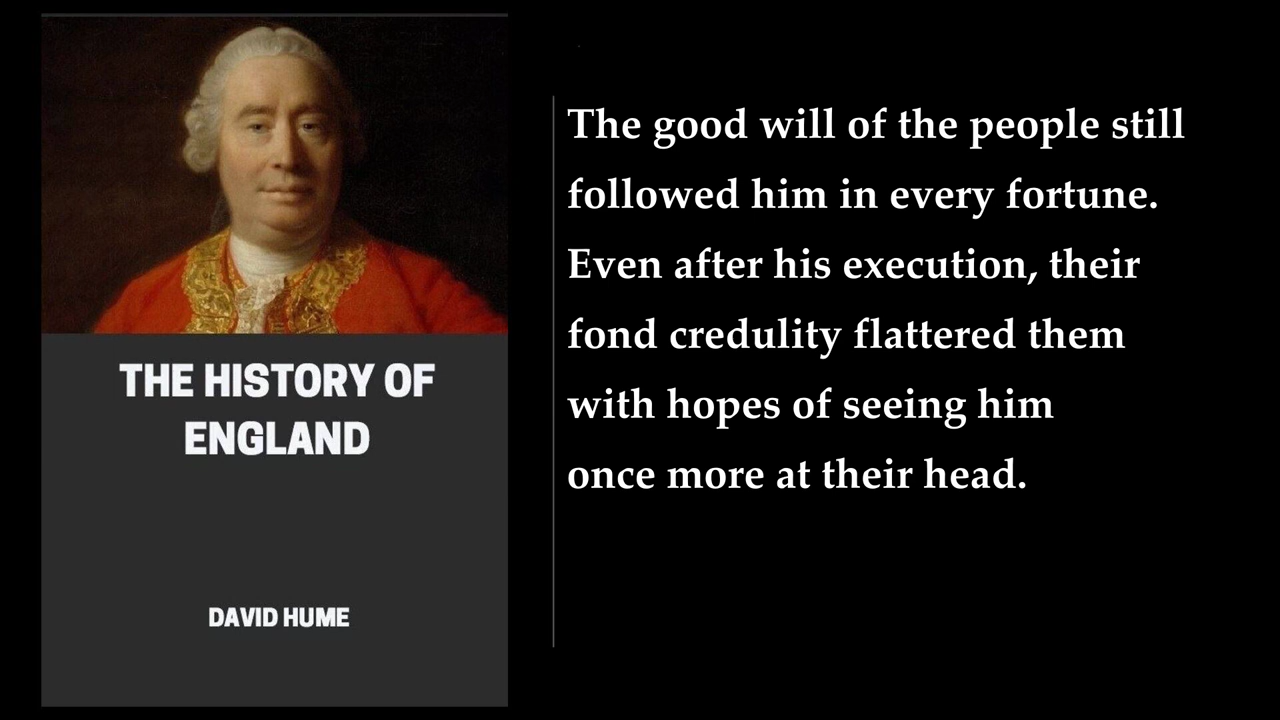 THE HISTORY OF
ENGLAND
DAVID HUME
The good will of the people still
followed him in every fortune.
Even after his execution, their
fond credulity flattered them
with hopes of seeing him
once more at their head.